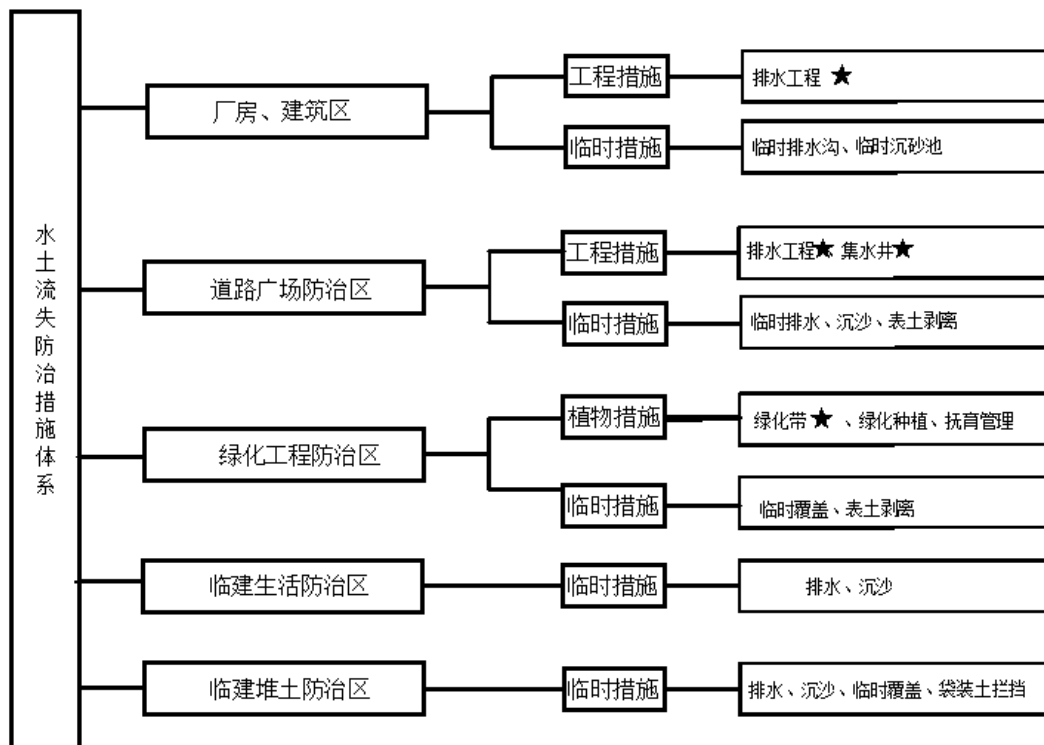 水土流失防治措施体系
厂房、建筑区
工程措施
排水工程 ★
临时措施
临时排水沟、临时沉砂池
道路广场防治区
工程措施
排水工程★ 集水井★
临时措施
临时排水、沉沙、表土剥离
绿化工程防治区
植物措施
绿化带★ 、绿化种植、抚育管理
临时措施
临时覆盖、表土剥离
临建生活防治区
临时措施
排水、沉沙
临建堆土防治区
临时措施
排水、沉沙、临时覆盖、袋装土拦挡